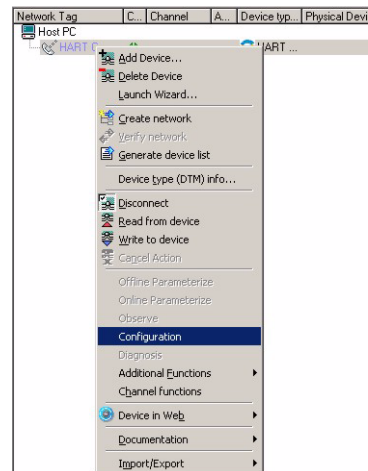 Network Tag C... Channel A... Device typ... Physical Devi
Host PC
HART HART ...
Add Device...
Delete Device
Launch Wizard...
Create network
Verify network
Generate device list
Device type (DTM) info...
Disconnect
Read from device
Write to device
Cancel Action
Offline Parameterize
Online Parameterize
Observe
Configuration
Diagnosis
Additional Functions
Channel functions
Device in Web
Documentation
Import/Export